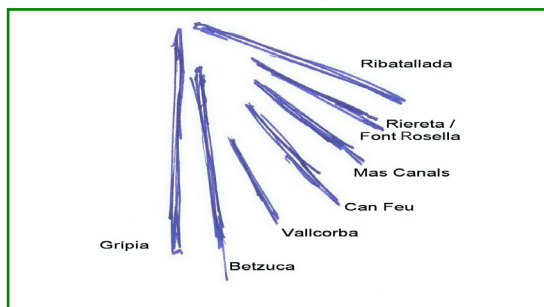 Ribatallada
Riereta /
Font Rosella
Mas Canals
Can Feu
Vallcorba
Grípia
Betzuca